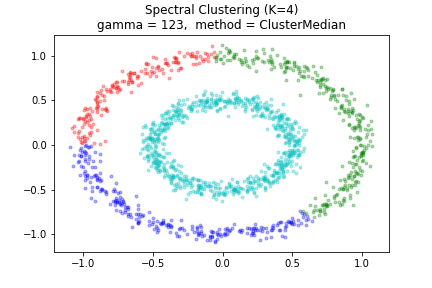 Spectral Clustering (K=4)
gamma = 123,  method = ClusterMedian
1.0
0.5
0.0
−0.5
−1.0
−1.0 −0.5 0.0 0.5 1.0